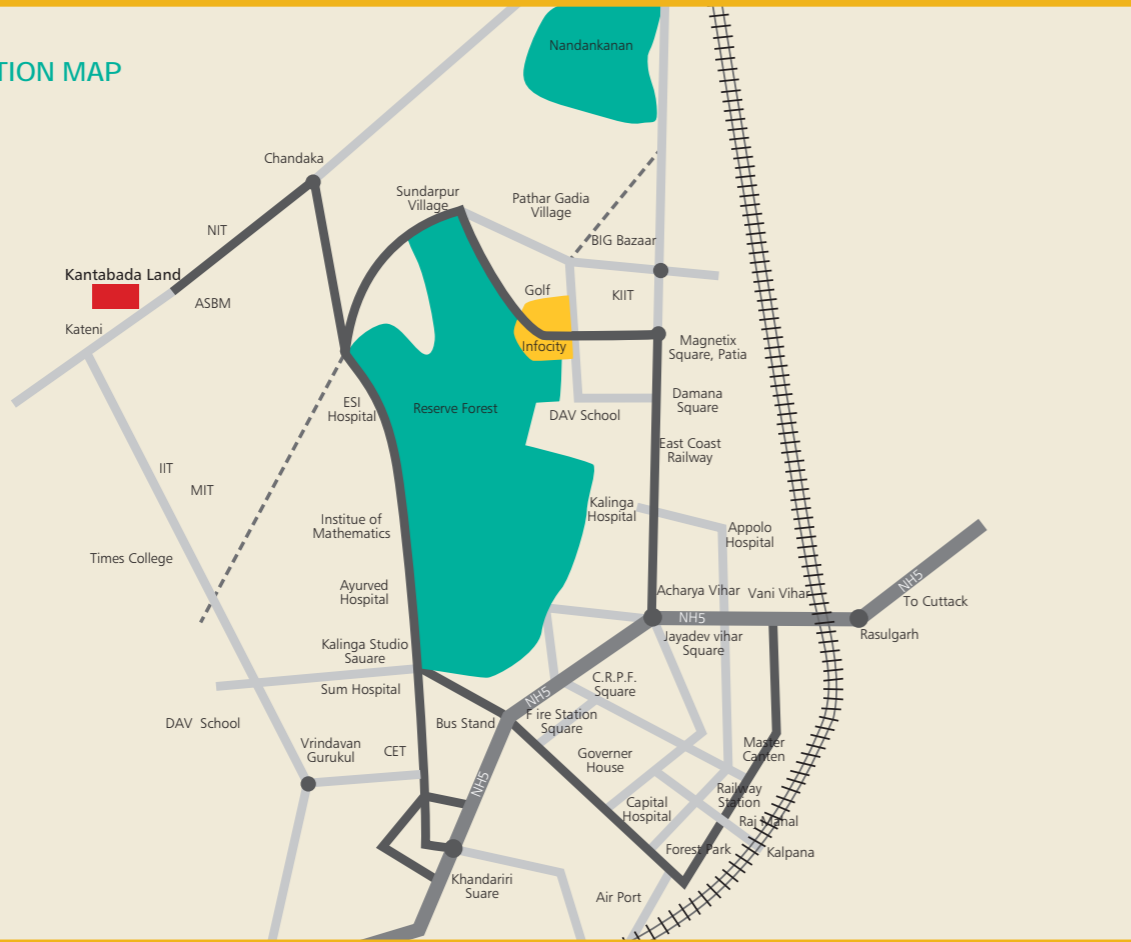 TION MAP
Nandankanan
Chandaka
Sundarpur
Village
Pathar Gadia
Village
NIT
BIG Bazaar
Kantabada Land
ASBM
Golf
KIIT
Kateni
Infocity
Magnetix
Square, Patia
ESI
Hospital
Reserve Forest
DAV School
Damana
Square
East Coast
Railway
IIT
MIT
Kalinga
Hospital
Institue of
Mathematics
Appolo
Hospital
Times College
Ayurved
Hospital
Acharya Vihar
Vani Vihar
NH5
NH5
To Cuttack
Rasulgarh
Jayadev vihar
Square
Kalinga Studio
Sauare
Sum Hospital
C.R.P.F.
Square
NH5
DAV School
Bus Stand
F ire Station
Square
Vrindavan
Gurukul
CET
Governer
House
Master
Canten
NH5
Railway
Station
Capital
Hospital
Raj Mahal
Forest Park
Kalpana
Khandariri
Suare
Air Port